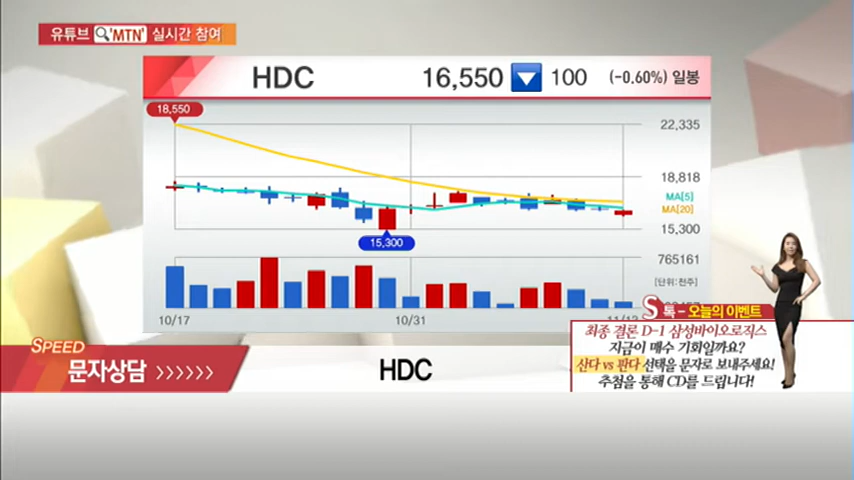 유튜브 'MTN' 실시간 참여
HDC 16,550 ▼ 100 (-0.60%) 일봉
18,550
22,335
18,818
MA[5]
MA[20]
15,300
15,300
765161
[단위:천주]
10/17 10/31
S톡 - 오늘의 이벤트
최종 결론 D-1 삼성바이오로직스
지금이 매수 기회일까요?
산다 vs 판다 선택을 문자로 보내주세요!
추첨을 통해 CD를 드립니다!
SPEED
문자상담 >>>>>>
HDC